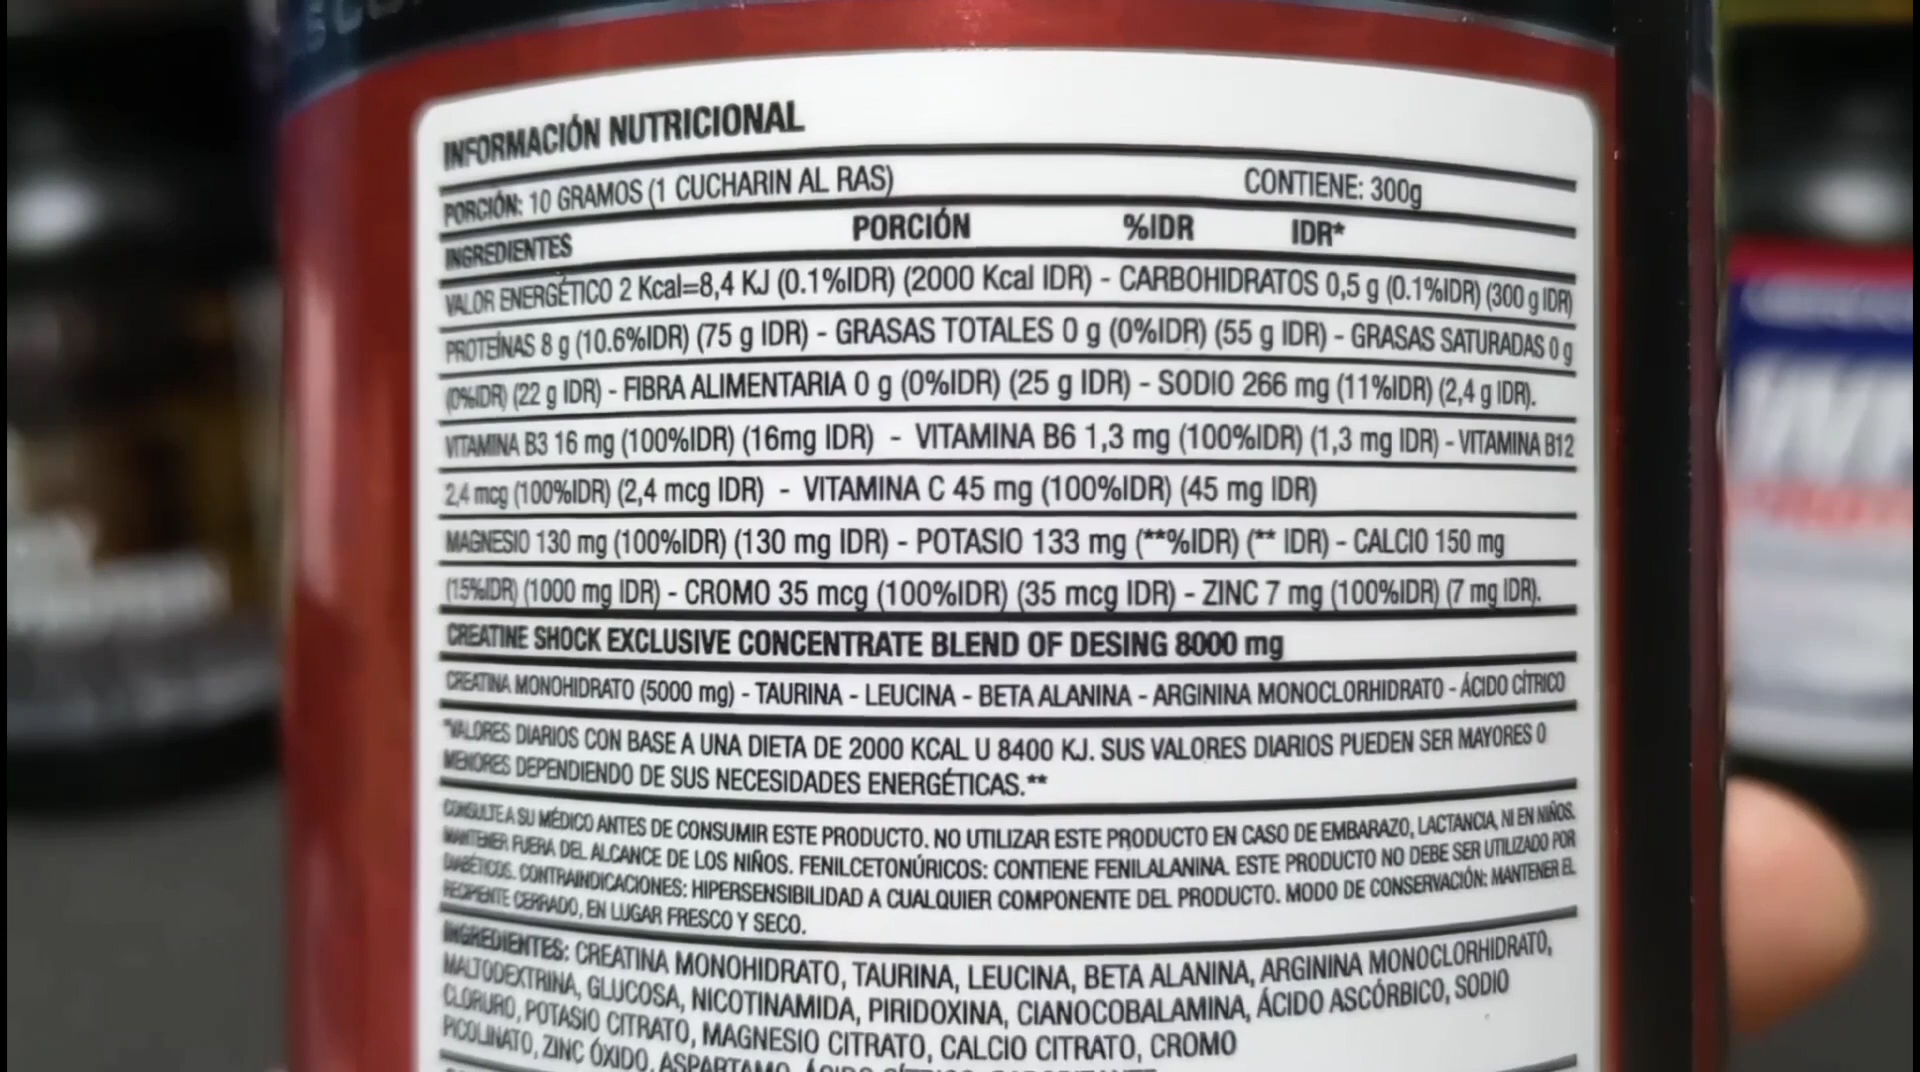 INFORMACIÓN NUTRICIONAL
PORCIÓN: 10 GRAMOS (1 CUCHARIN AL RAS) CONTIENE: 300g
INGREDIENTES PORCIÓN %IDR IDR*
VALOR ENERGÉTICO 2 Kcal=8,4 KJ (0.1%IDR) (2000 Kcal IDR) - CARBOHIDRATOS 0,5 g (0.1%IDR) (300 g IDR)
PROTEÍNAS 8 g (10.6%IDR) (75 g IDR) - GRASAS TOTALES 0 g (0%IDR) (55 g IDR) - GRASAS SATURADAS 0 g
(0%IDR) (22 g IDR) - FIBRA ALIMENTARIA 0 g (0%IDR) (25 g IDR) - SODIO 266 mg (11%IDR) (2,4 g IDR).
VITAMINA B3 16 mg (100%IDR) (16mg IDR) - VITAMINA B6 1,3 mg (100%IDR) (1,3 mg IDR) - VITAMINA B12
2,4 mcg (100%IDR) (2,4 mcg IDR) - VITAMINA C 45 mg (100%IDR) (45 mg IDR)
MAGNESIO 130 mg (100%IDR) (130 mg IDR) - POTASIO 133 mg (**%IDR) (** IDR) - CALCIO 150 mg
(15%IDR) (1000 mg IDR) - CROMO 35 mcg (100%IDR) (35 mcg IDR) - ZINC 7 mg (100%IDR) (7 mg IDR).
CREATINE SHOCK EXCLUSIVE CONCENTRATE BLEND OF DESING 8000 mg
CREATINA MONOHIDRATO (5000 mg) - TAURINA - LEUCINA - BETA ALANINA - ARGININA MONOCLORHIDRATO - ÁCIDO CÍTRICO
*VALORES DIARIOS CON BASE A UNA DIETA DE 2000 KCAL U 8400 KJ. SUS VALORES DIARIOS PUEDEN SER MAYORES O
MENORES DEPENDIENDO DE SUS NECESIDADES ENERGÉTICAS.**
CONSULTE A SU MÉDICO ANTES DE CONSUMIR ESTE PRODUCTO. NO UTILIZAR ESTE PRODUCTO EN CASO DE EMBARAZO, LACTANCIA, NI EN NIÑOS.
MANTENER FUERA DEL ALCANCE DE LOS NIÑOS. FENILCETONÚRICOS: CONTIENE FENILALANINA. ESTE PRODUCTO NO DEBE SER UTILIZADO POR
DIABÉTICOS. CONTRAINDICACIONES: HIPERSENSIBILIDAD A CUALQUIER COMPONENTE DEL PRODUCTO. MODO DE CONSERVACIÓN: MANTENER EL
RECIPIENTE CERRADO, EN LUGAR FRESCO Y SECO.
INGREDIENTES: CREATINA MONOHIDRATO, TAURINA, LEUCINA, BETA ALANINA, ARGININA MONOCLORHIDRATO,
MALTODEXTRINA, GLUCOSA, NICOTINAMIDA, PIRIDOXINA, CIANOCOBALAMINA, ÁCIDO ASCÓRBICO, SODIO
CLORURO, POTASIO CITRATO, MAGNESIO CITRATO, CALCIO CITRATO, CROMO
PICOLINATO, ZINC ÓXIDO, ASPARTAMO